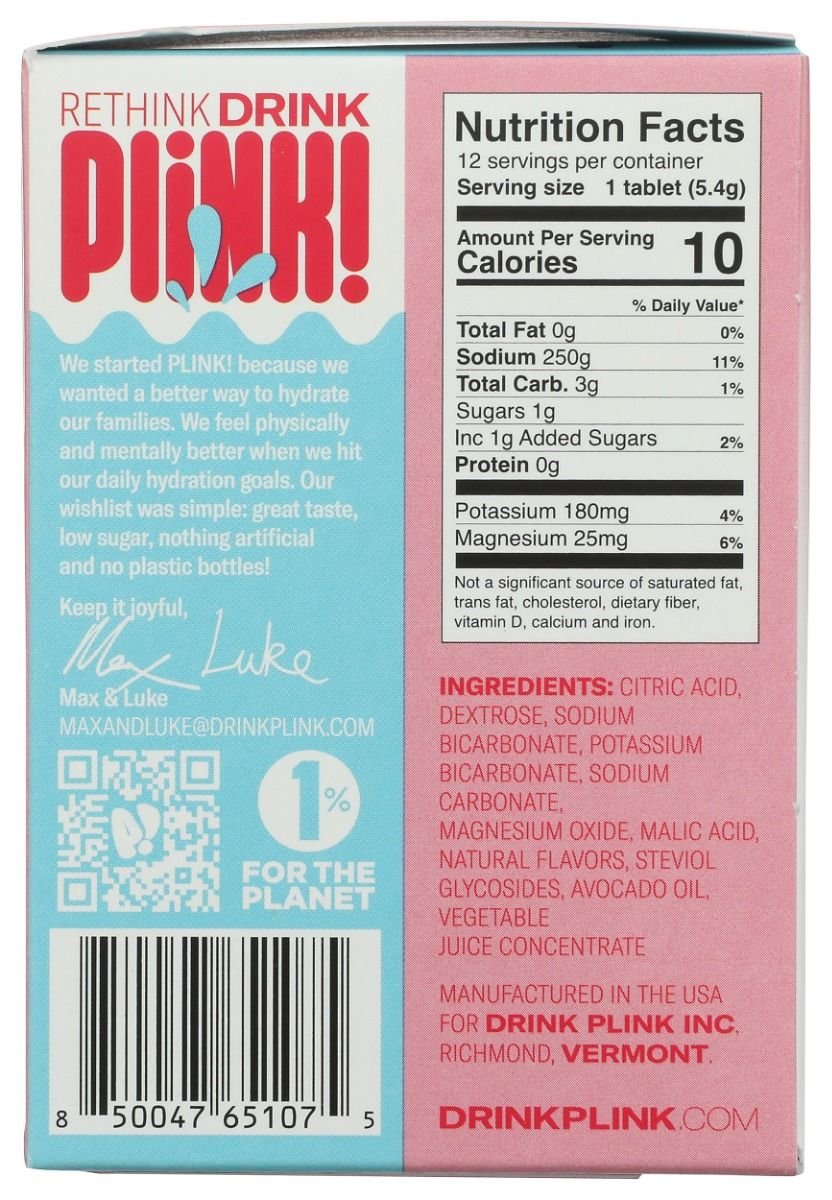 RETHINK DRINK
PLiNK!
We started PLINK! because we
wanted a better way to hydrate
our families. We feel physically
and mentally better when we hit
our daily hydration goals. Our
wishlist was simple: great taste,
low sugar, nothing artificial
and no plastic bottles!
Keep it joyful,
Max Luke
Max & Luke
MAXANDLUKE@DRINKPLINK.COM
1%
FOR THE
PLANET
8 50047 65107 5
Nutrition Facts
12 servings per container
Serving size 1 tablet (5.4g)
Amount Per Serving
Calories 10
% Daily Value*
Total Fat 0g 0%
Sodium 250g 11%
Total Carb. 3g 1%
Sugars 1g
Inc 1g Added Sugars 2%
Protein 0g
Potassium 180mg 4%
Magnesium 25mg 6%
Not a significant source of saturated fat,
trans fat, cholesterol, dietary fiber,
vitamin D, calcium and iron.
INGREDIENTS: CITRIC ACID,
DEXTROSE, SODIUM
BICARBONATE, POTASSIUM
BICARBONATE, SODIUM
CARBONATE,
MAGNESIUM OXIDE, MALIC ACID,
NATURAL FLAVORS, STEVIOL
GLYCOSIDES, AVOCADO OIL,
VEGETABLE
JUICE CONCENTRATE
MANUFACTURED IN THE USA
FOR DRINK PLINK INC,
RICHMOND, VERMONT.
DRINKPLINK.COM